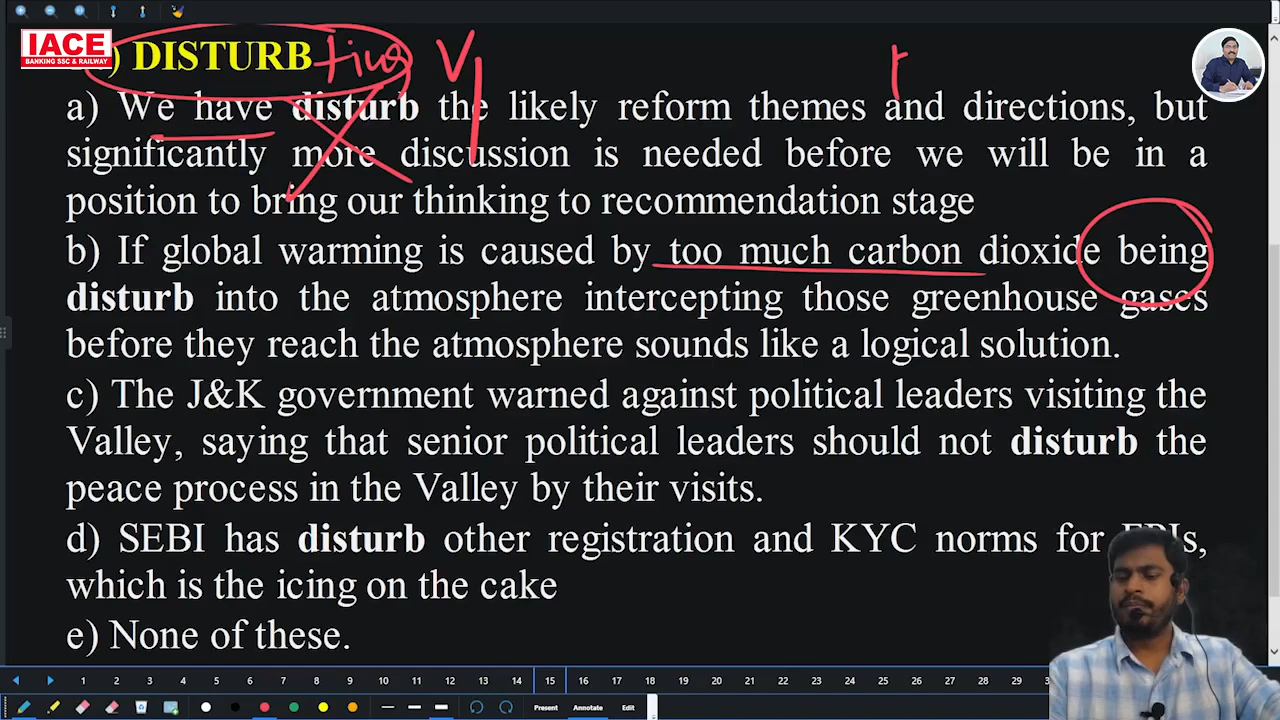 IACE
BANKING SSC & RAILWAY
) DISTURB
a) We have disturb the likely reform themes and directions, but
significantly more discussion is needed before we will be in a
position to bring our thinking to recommendation stage
b) If global warming is caused by too much carbon dioxide being
disturb into the atmosphere intercepting those greenhouse gases
before they reach the atmosphere sounds like a logical solution.
c) The J&K government warned against political leaders visiting the
Valley, saying that senior political leaders should not disturb the
peace process in the Valley by their visits.
d) SEBI has disturb other registration and KYC norms for FPIs,
which is the icing on the cake
e) None of these.
1 2 3 4 5 6 7 8 9 10 11 12 13 14 15 16 17 18 19 20 21 22 23 24 25 26 27 28 29 30
Present Annotate Edit